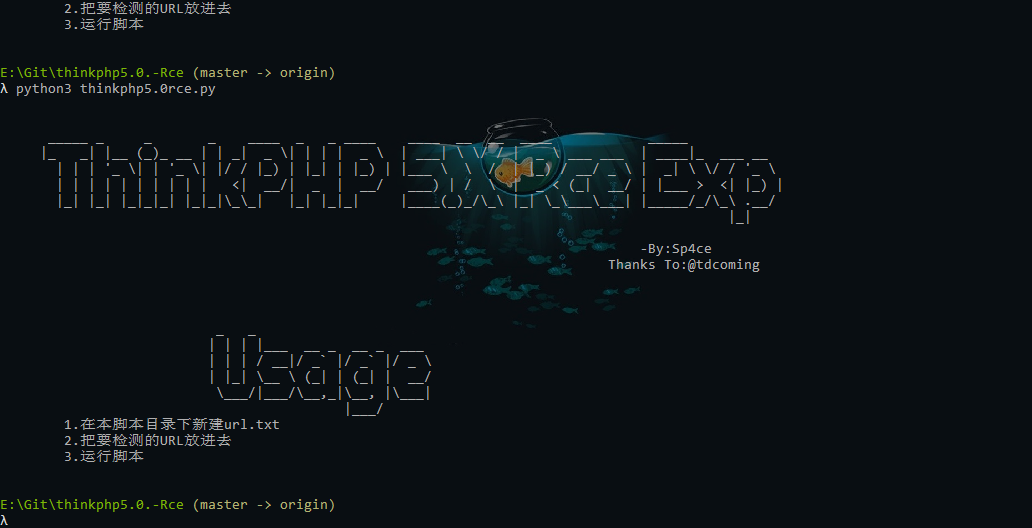 2.把要检测的URL放进去
3.运行脚本
E:\Git\thinkphp5.0.-Rce (master -> origin)
λ python3 thinkphp5.0rce.py
ThinkPHP 5.X Rce Exp
-By:Sp4ce
Thanks To:@tdcoming
Usage
1.在本脚本目录下新建url.txt
2.把要检测的URL放进去
3.运行脚本
E:\Git\thinkphp5.0.-Rce (master -> origin)
λ